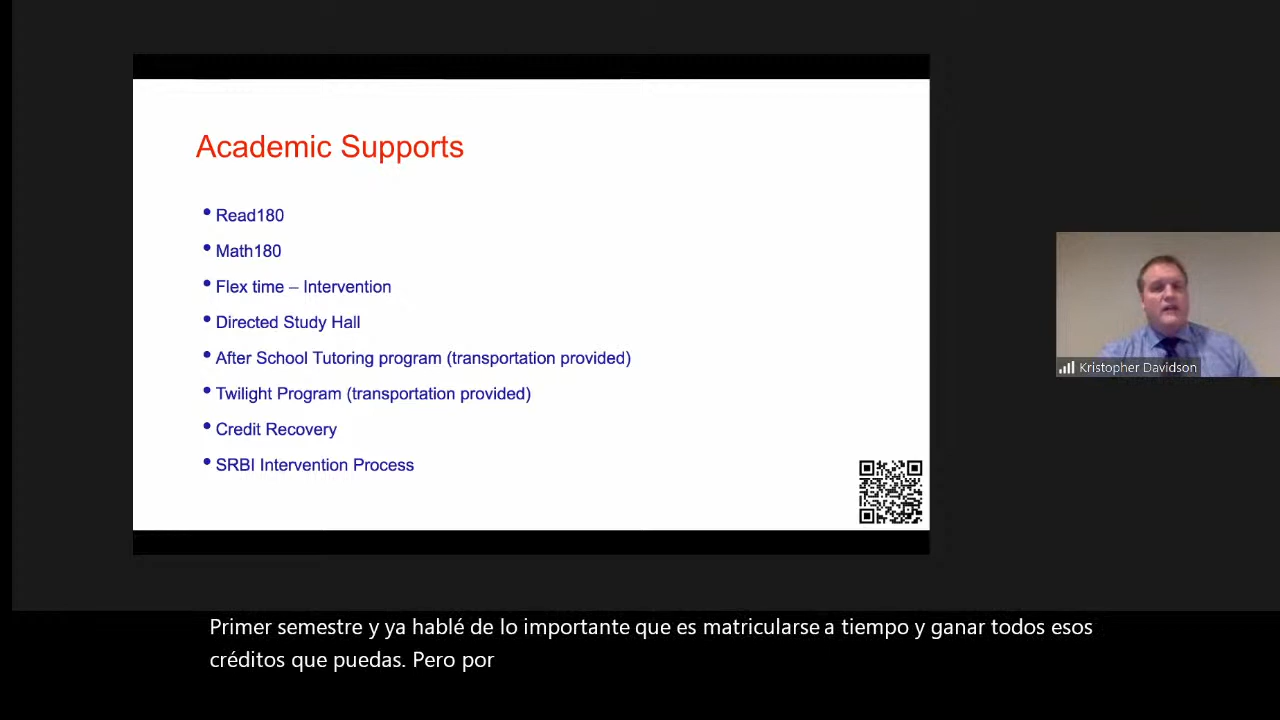 Academic Supports
• Read180
• Math180
• Flex time – Intervention
• Directed Study Hall
• After School Tutoring program (transportation provided)
• Twilight Program (transportation provided)
• Credit Recovery
• SRBI Intervention Process
Kristopher Davidson
Primer semestre y ya hablé de lo importante que es matricularse a tiempo y ganar todos esos
créditos que puedas. Pero por